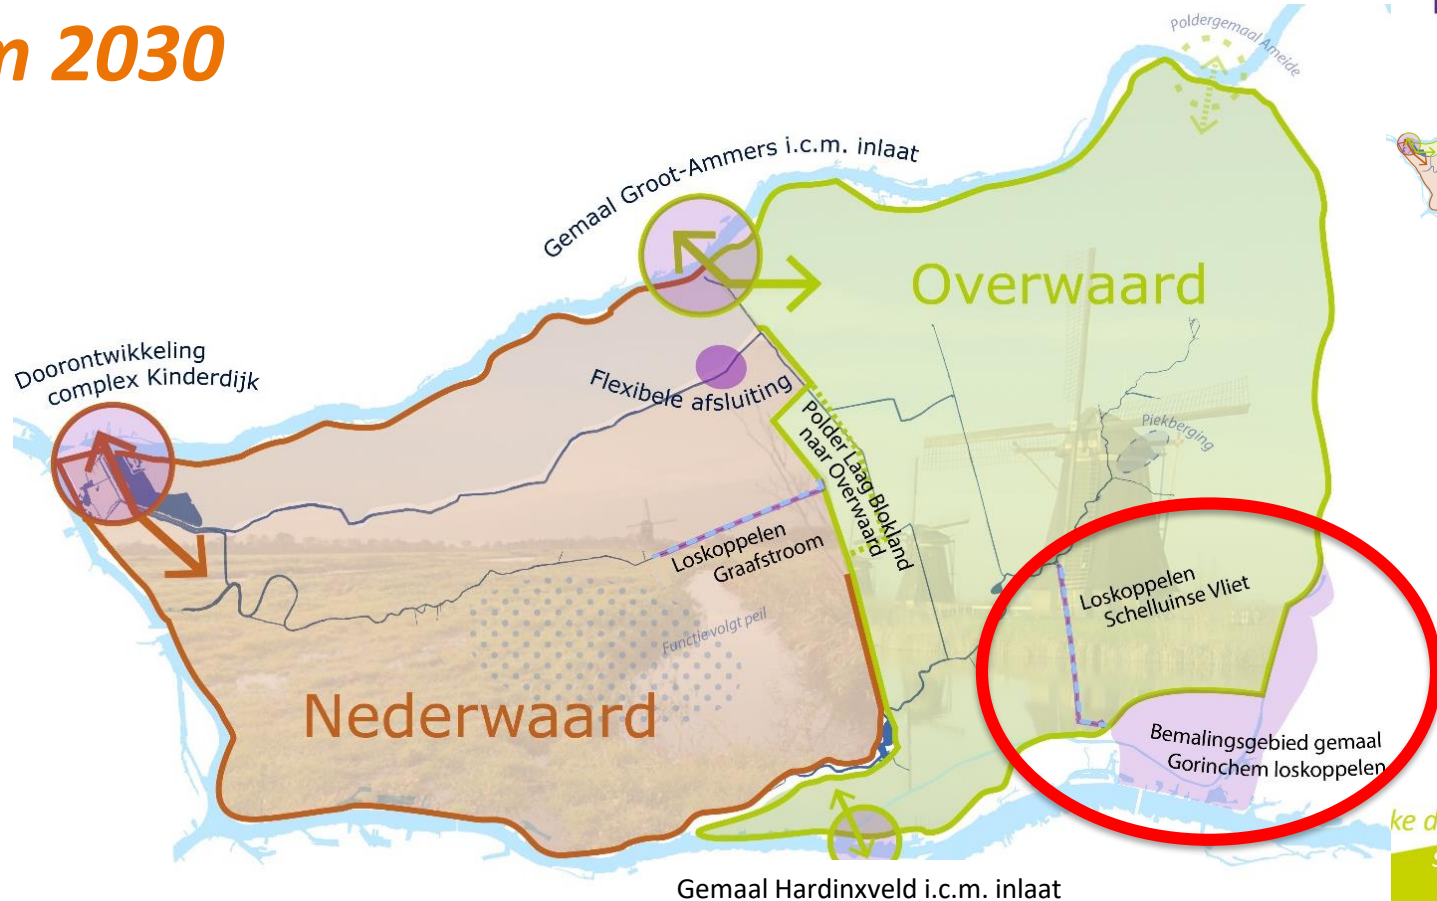 m 2030
Poldergemaal Ameide
Gemaal Groot-Ammers i.c.m. inlaat
Overwaard
Doorontwikkeling
complex Kinderdijk
Flexibele afsluiting
Polder Laag Blokland
naar Overwaard
Piekberging
Loskoppelen
Graafstroom
Loskoppelen
Schelluinse Vliet
Functie volgt peil
Nederwaard
Bemalingsgebied gemaal
Gorinchem loskoppelen
ke d
Gemaal Hardinxveld i.c.m. inlaat